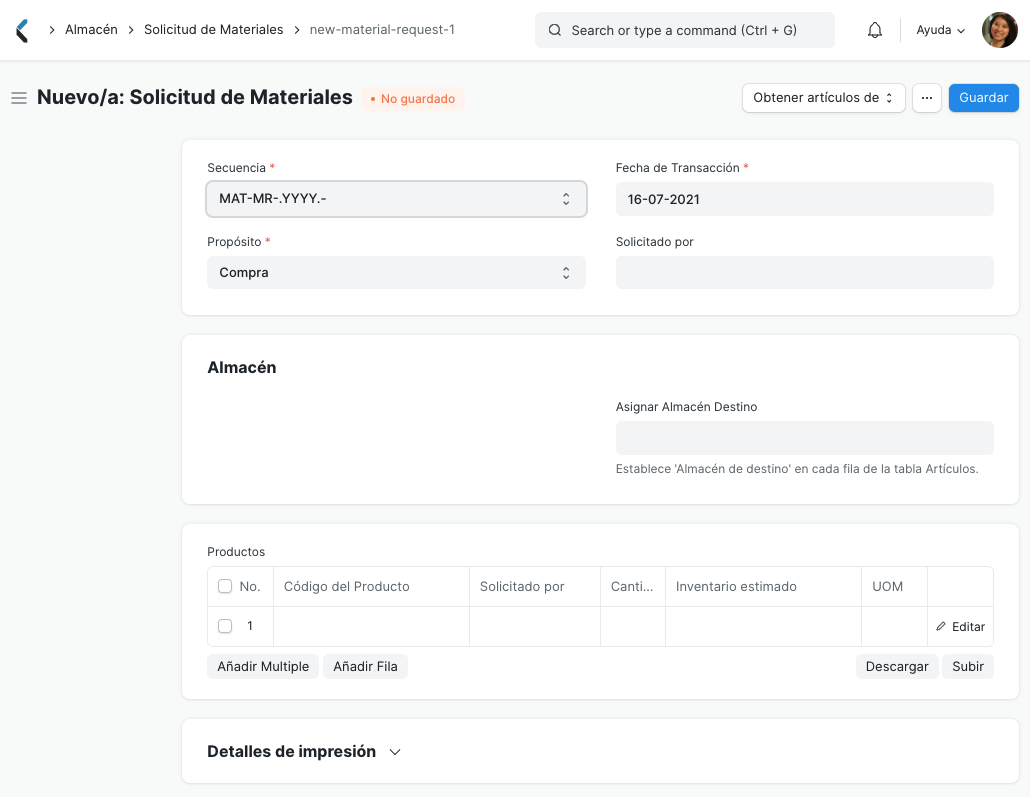 Almacén Solicitud de Materiales new-material-request-1 Search or type a command (Ctrl + G) Ayuda
Nuevo/a: Solicitud de Materiales • No guardado Obtener artículos de ... Guardar
Secuencia * Fecha de Transacción *
MAT-MR-.YYYY.- 16-07-2021
Propósito * Solicitado por
Compra
Almacén
Asignar Almacén Destino
Establece 'Almacén de destino' en cada fila de la tabla Artículos.
Productos
No. Código del Producto Solicitado por Canti... Inventario estimado UOM
1 Editar
Añadir Multiple Añadir Fila Descargar Subir
Detalles de impresión